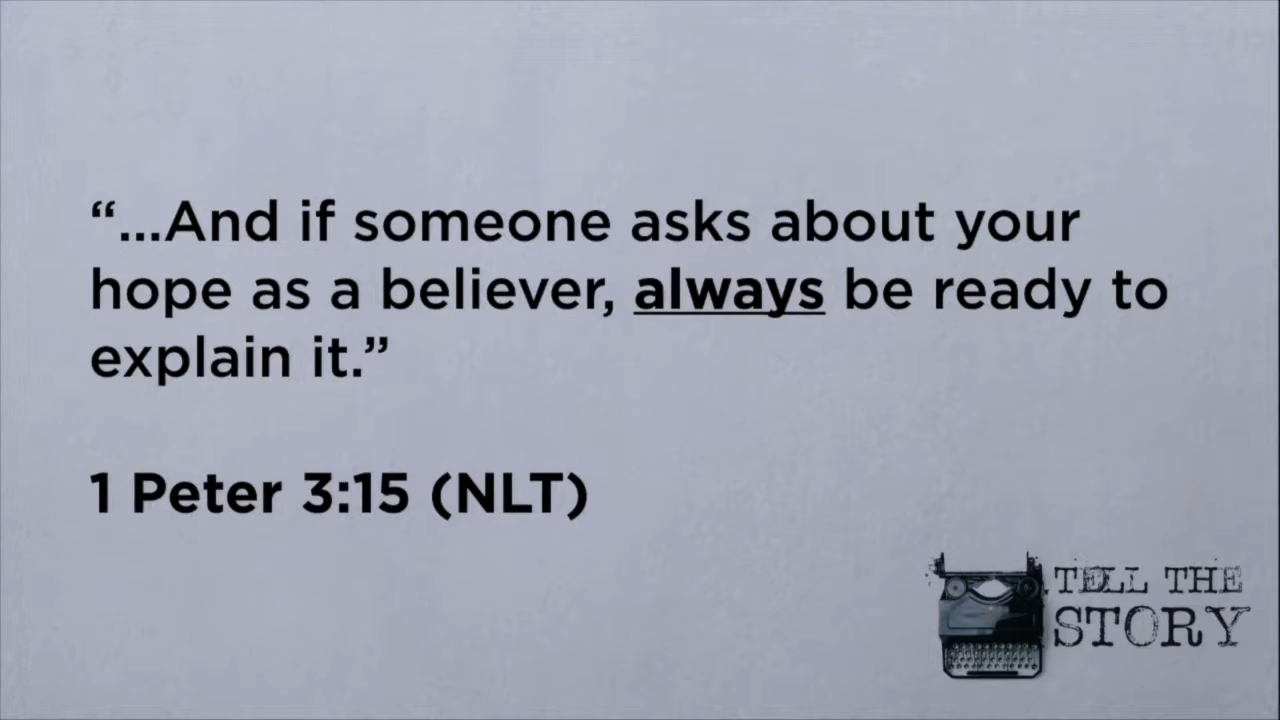 “...And if someone asks about your
hope as a believer, always be ready to
explain it.”
1 Peter 3:15 (NLT)
TELL THE
STORY